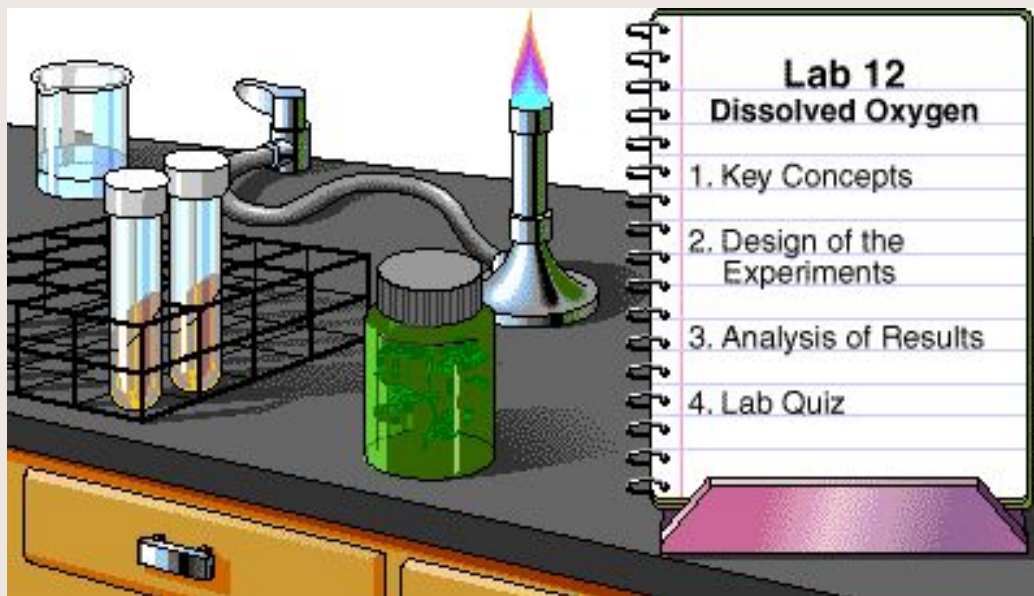 Lab 12
Dissolved Oxygen
1. Key Concepts
2. Design of the
Experiments
3. Analysis of Results
4. Lab Quiz